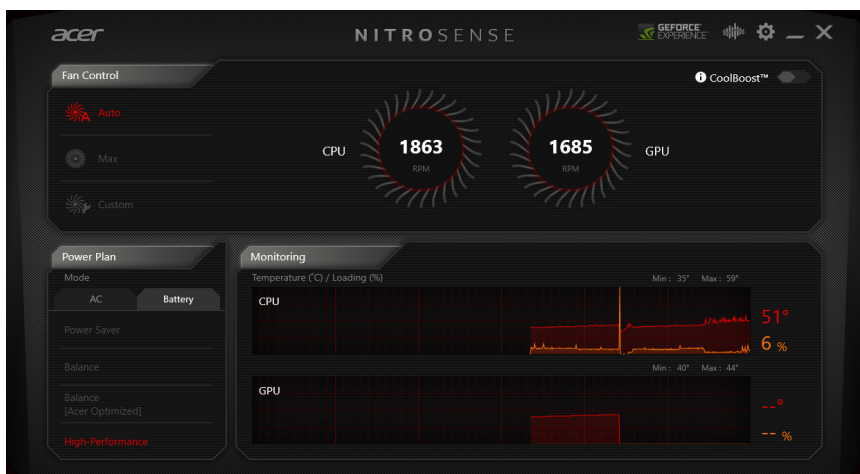 acer
NITROSENSE
GEFORCE
EXPERIENCE
Fan Control
CoolBoost™
Auto
Max
Custom
CPU
1863
RPM
1685
RPM
GPU
Power Plan
Mode
AC
Battery
Power Saver
Balance
Balance
[Acer Optimized]
High-Performance
Monitoring
Temperature (°C) / Loading (%)
Min : 35° Max : 59°
CPU
51°
6 %
Min : 40° Max : 44°
GPU
--°
-- %